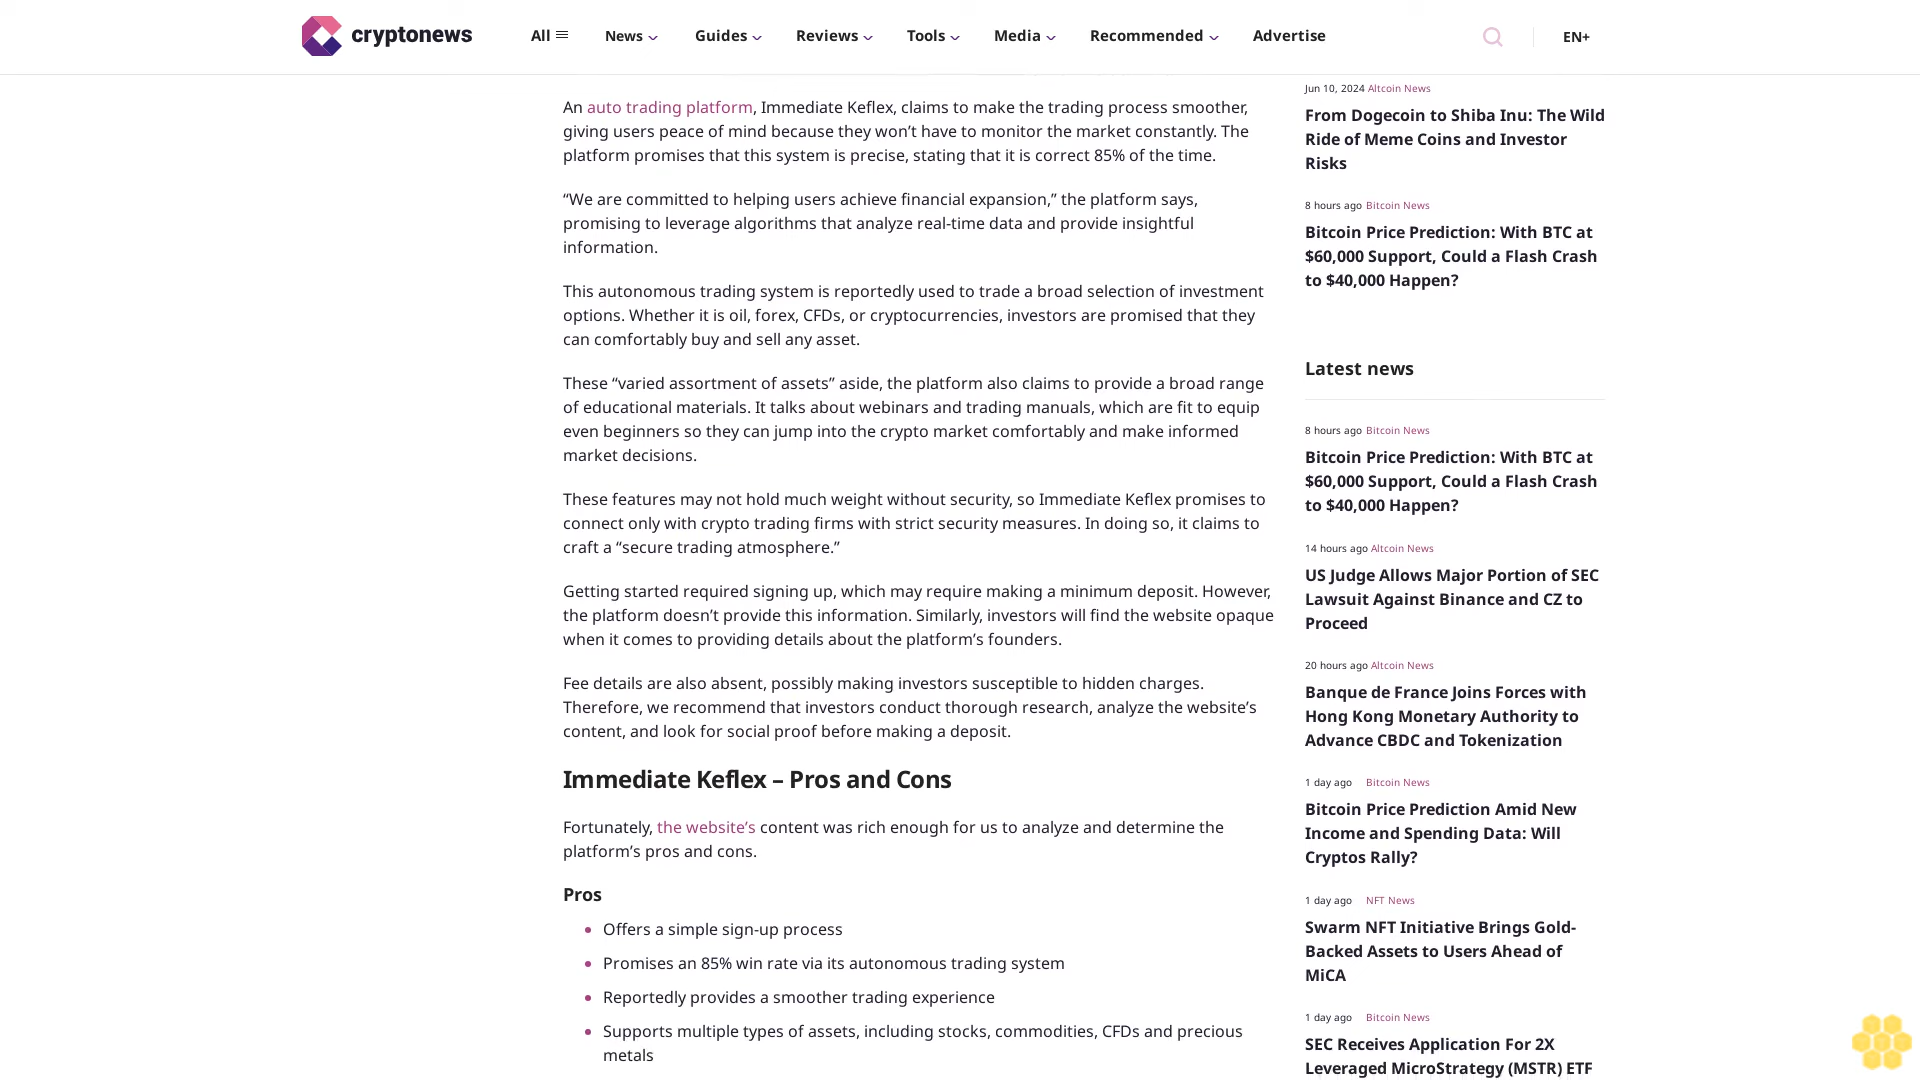 cryptonews
All
News
Guides
Reviews
Tools
Media
Recommended
Advertise
EN+
An auto trading platform, Immediate Keflex, claims to make the trading process smoother,
giving users peace of mind because they won’t have to monitor the market constantly. The
platform promises that this system is precise, stating that it is correct 85% of the time.
“We are committed to helping users achieve financial expansion,” the platform says,
promising to leverage algorithms that analyze real-time data and provide insightful
information.
This autonomous trading system is reportedly used to trade a broad selection of investment
options. Whether it is oil, forex, CFDs, or cryptocurrencies, investors are promised that they
can comfortably buy and sell any asset.
These “varied assortment of assets” aside, the platform also claims to provide a broad range
of educational materials. It talks about webinars and trading manuals, which are fit to equip
even beginners so they can jump into the crypto market comfortably and make informed
market decisions.
These features may not hold much weight without security, so Immediate Keflex promises to
connect only with crypto trading firms with strict security measures. In doing so, it claims to
craft a “secure trading atmosphere.”
Getting started required signing up, which may require making a minimum deposit. However,
the platform doesn’t provide this information. Similarly, investors will find the website opaque
when it comes to providing details about the platform’s founders.
Fee details are also absent, possibly making investors susceptible to hidden charges.
Therefore, we recommend that investors conduct thorough research, analyze the website’s
content, and look for social proof before making a deposit.
Immediate Keflex – Pros and Cons
Fortunately, the website’s content was rich enough for us to analyze and determine the
platform’s pros and cons.
Pros
Offers a simple sign-up process
Promises an 85% win rate via its autonomous trading system
Reportedly provides a smoother trading experience
Supports multiple types of assets, including stocks, commodities, CFDs and precious
metals
Jun 10, 2024 Altcoin News
From Dogecoin to Shiba Inu: The Wild
Ride of Meme Coins and Investor
Risks
8 hours ago Bitcoin News
Bitcoin Price Prediction: With BTC at
$60,000 Support, Could a Flash Crash
to $40,000 Happen?
Latest news
8 hours ago Bitcoin News
Bitcoin Price Prediction: With BTC at
$60,000 Support, Could a Flash Crash
to $40,000 Happen?
14 hours ago Altcoin News
US Judge Allows Major Portion of SEC
Lawsuit Against Binance and CZ to
Proceed
20 hours ago Altcoin News
Banque de France Joins Forces with
Hong Kong Monetary Authority to
Advance CBDC and Tokenization
1 day ago Bitcoin News
Bitcoin Price Prediction Amid New
Income and Spending Data: Will
Cryptos Rally?
1 day ago NFT News
Swarm NFT Initiative Brings Gold-
Backed Assets to Users Ahead of
MiCA
1 day ago Bitcoin News
SEC Receives Application For 2X
Leveraged MicroStrategy (MSTR) ETF